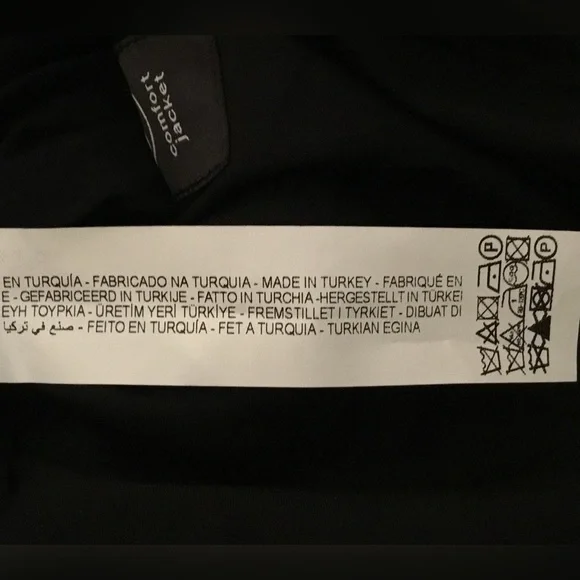 comfort
jacket
EN TURQUÍA - FABRICADO NA TURQUIA - MADE IN TURKEY - FABRIQUÉ EN
E - GEFABRICEERD IN TURKIJE - FATTO IN TURCHIA -HERGESTELLT IN TÜRKEI
ΕΥΗ ΤΟΥΡΚΙΑ - ÜRETİM YERİ TÜRKİYE - FREMSTILLET I TYRKIET - DIBUAT DI
صنع في تركيا - FEITO EN TURQUÍA - FET A TURQUIA - TURKIAN EGINA
P
P